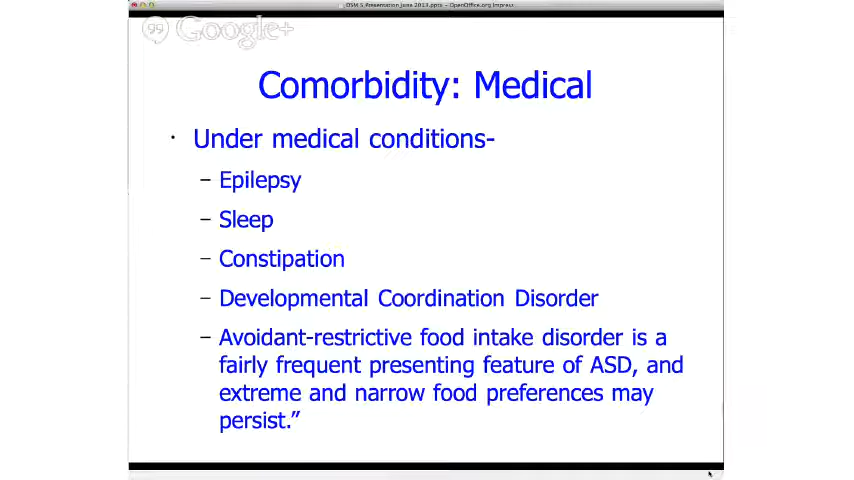 DSM 5 Presentation June 2013.pptx - OpenOffice.org Impress
Google+
Comorbidity: Medical
• Under medical conditions-
– Epilepsy
– Sleep
– Constipation
– Developmental Coordination Disorder
– Avoidant-restrictive food intake disorder is a
fairly frequent presenting feature of ASD, and
extreme and narrow food preferences may
persist.”